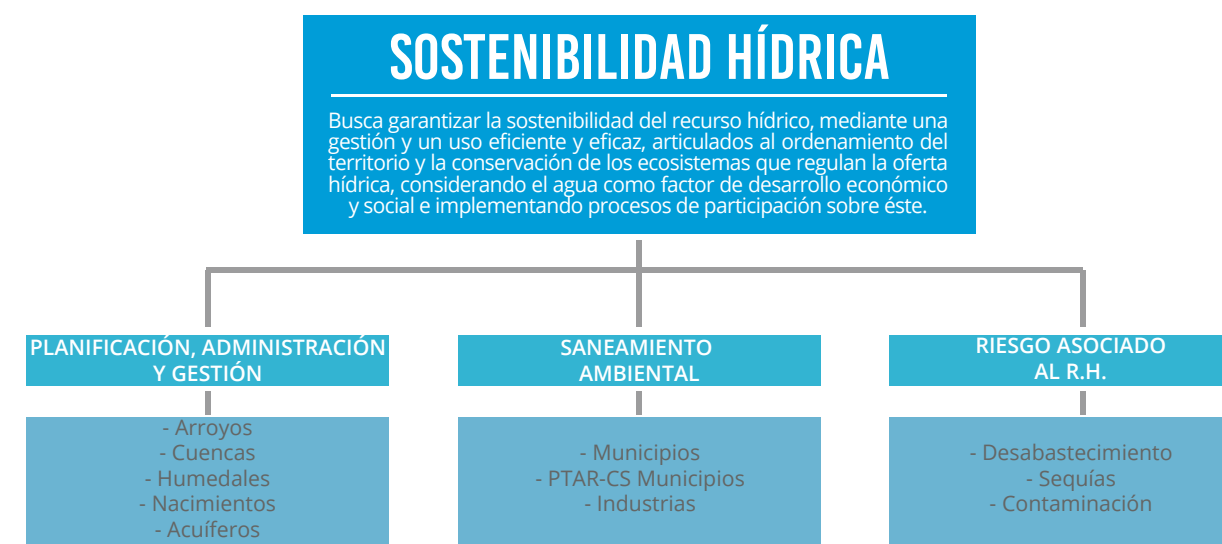 SOSTENIBILIDAD HÍDRICA
Busca garantizar la sostenibilidad del recurso hídrico, mediante una
gestión y un uso eficiente y eficaz, articulados al ordenamiento del
territorio y la conservación de los ecosistemas que regulan la oferta
hídrica, considerando el agua como factor de desarrollo económico
y social e implementando procesos de participación sobre éste.
PLANIFICACIÓN, ADMINISTRACIÓN
Y GESTIÓN
- Arroyos
- Cuencas
- Humedales
- Nacimientos
- Acuíferos
SANEAMIENTO
AMBIENTAL
- Municipios
- PTAR-CS Municipios
- Industrias
RIESGO ASOCIADO
AL R.H.
- Desabastecimiento
- Sequías
- Contaminación